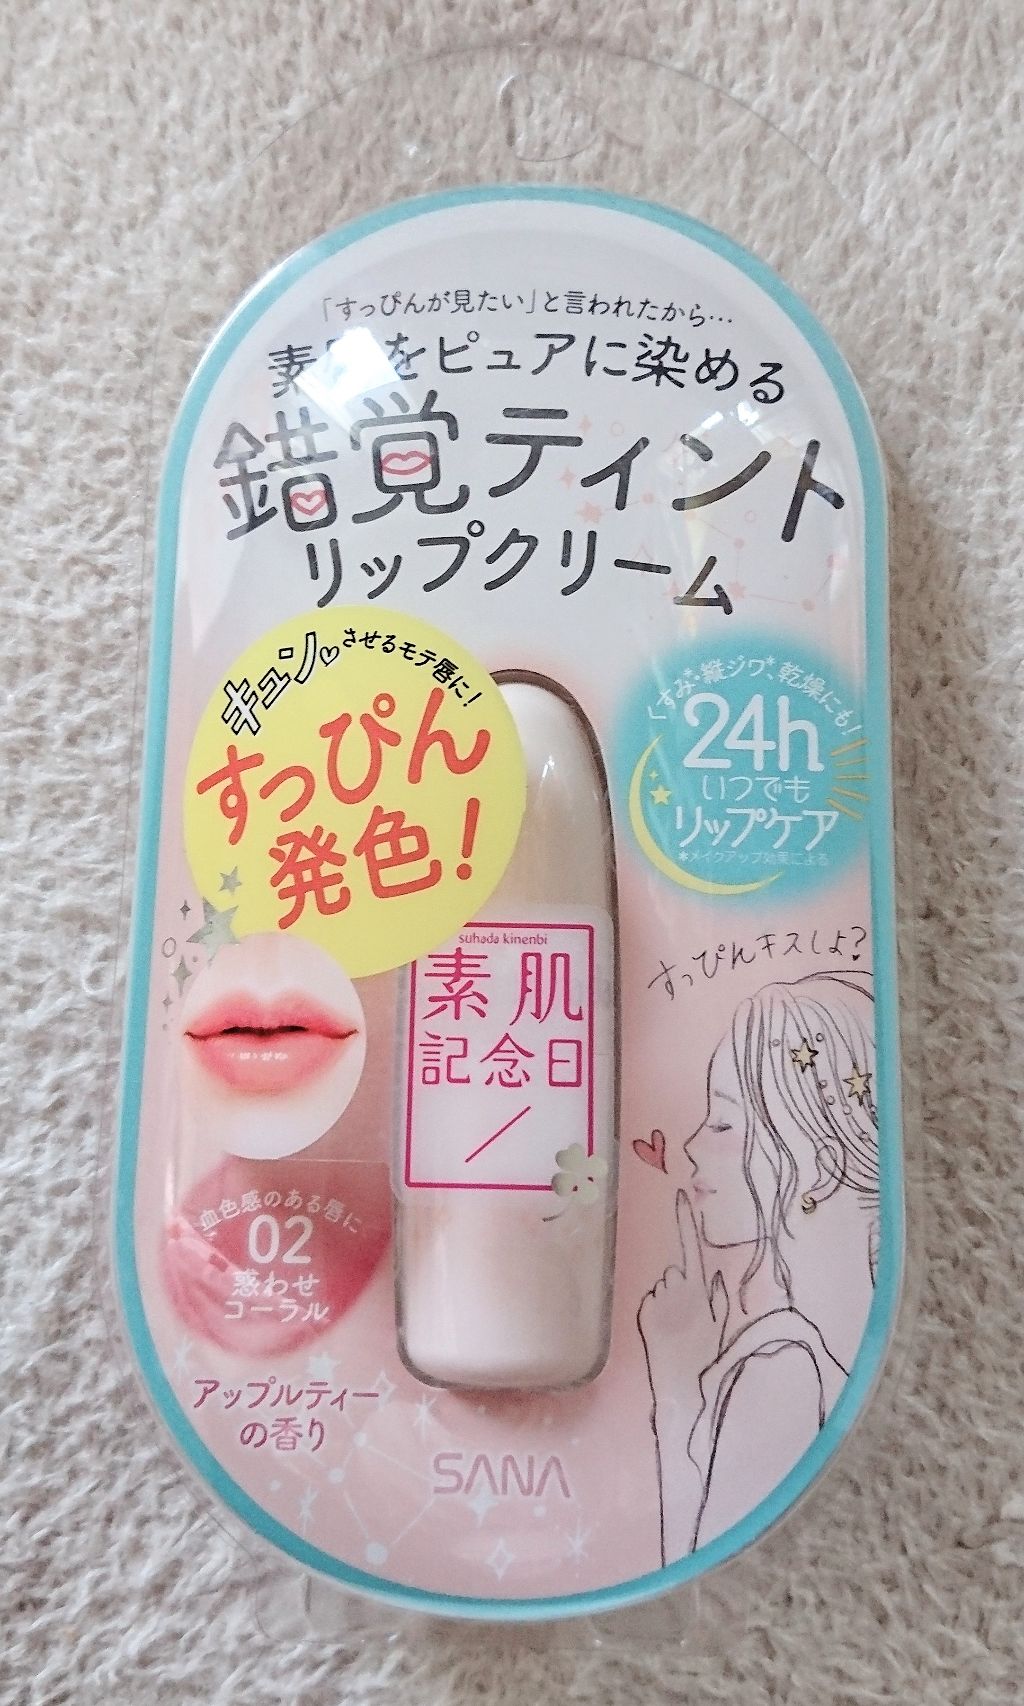 「すっぴんが見たい」と言われたから…
素 をピュアに染める
錯覚ティント
リップクリーム
キュン♡させるモテ唇に!
すっぴん
発色!
くすみ*・縦ジワ*、乾燥にも!
24h
いつでも
リップケア
*メイクアップ効果による
suhada kinenbi
素肌
記念日
すっぴんキスしよ?
血色感のある唇に
02
惑わせ
コーラル
アップルティー
の香り
SANA